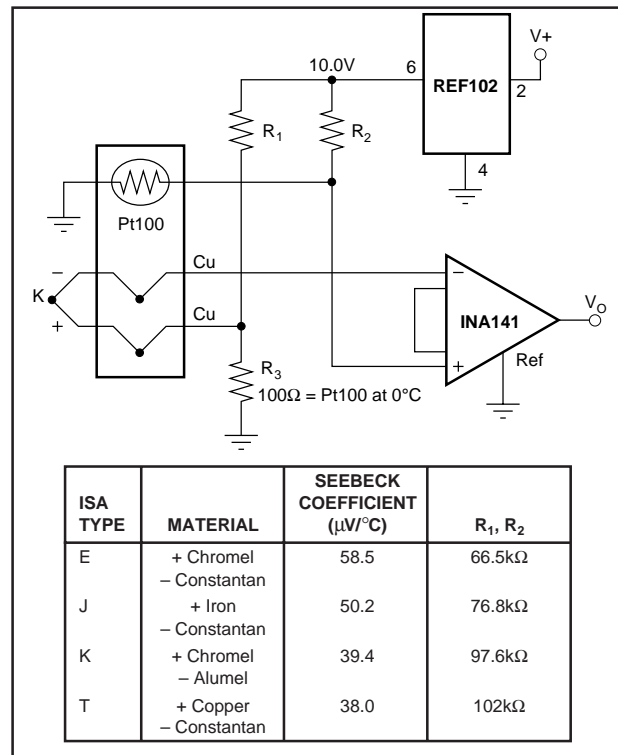 V+
10.0V
6
REF102
2
R1
R2
4
Pt100
Cu
–
K
–
INA141
VO
+
Cu
+
Ref
R3
100Ω = Pt100 at 0°C
ISA TYPE
MATERIAL
SEEBECK COEFFICIENT (μV/°C)
R1, R2
E
+ Chromel
– Constantan
58.5
66.5kΩ
J
+ Iron
– Constantan
50.2
76.8kΩ
K
+ Chromel
– Alumel
39.4
97.6kΩ
T
+ Copper
– Constantan
38.0
102kΩ